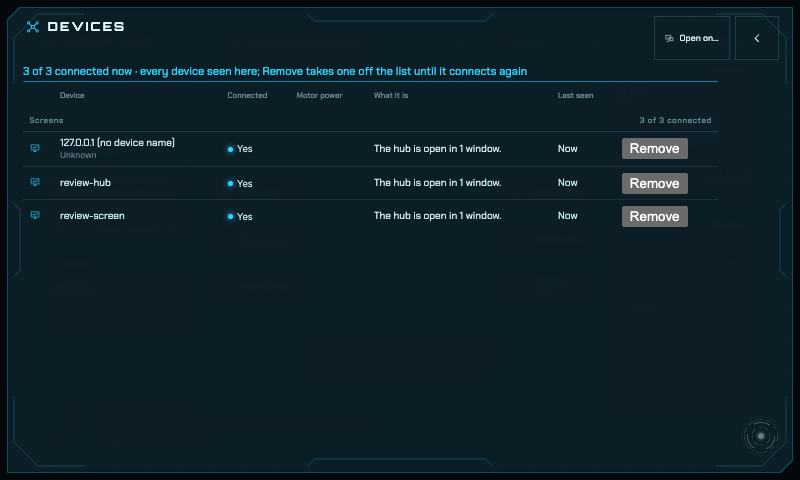 DEVICES
Open on...
3 of 3 connected now · every device seen here; Remove takes one off the list until it connects again
Device Connected Motor power What it is Last seen
Screens 3 of 3 connected
127.0.0.1 (no device name) Yes The hub is open in 1 window. Now Remove
Unknown
review-hub Yes The hub is open in 1 window. Now Remove
review-screen Yes The hub is open in 1 window. Now Remove